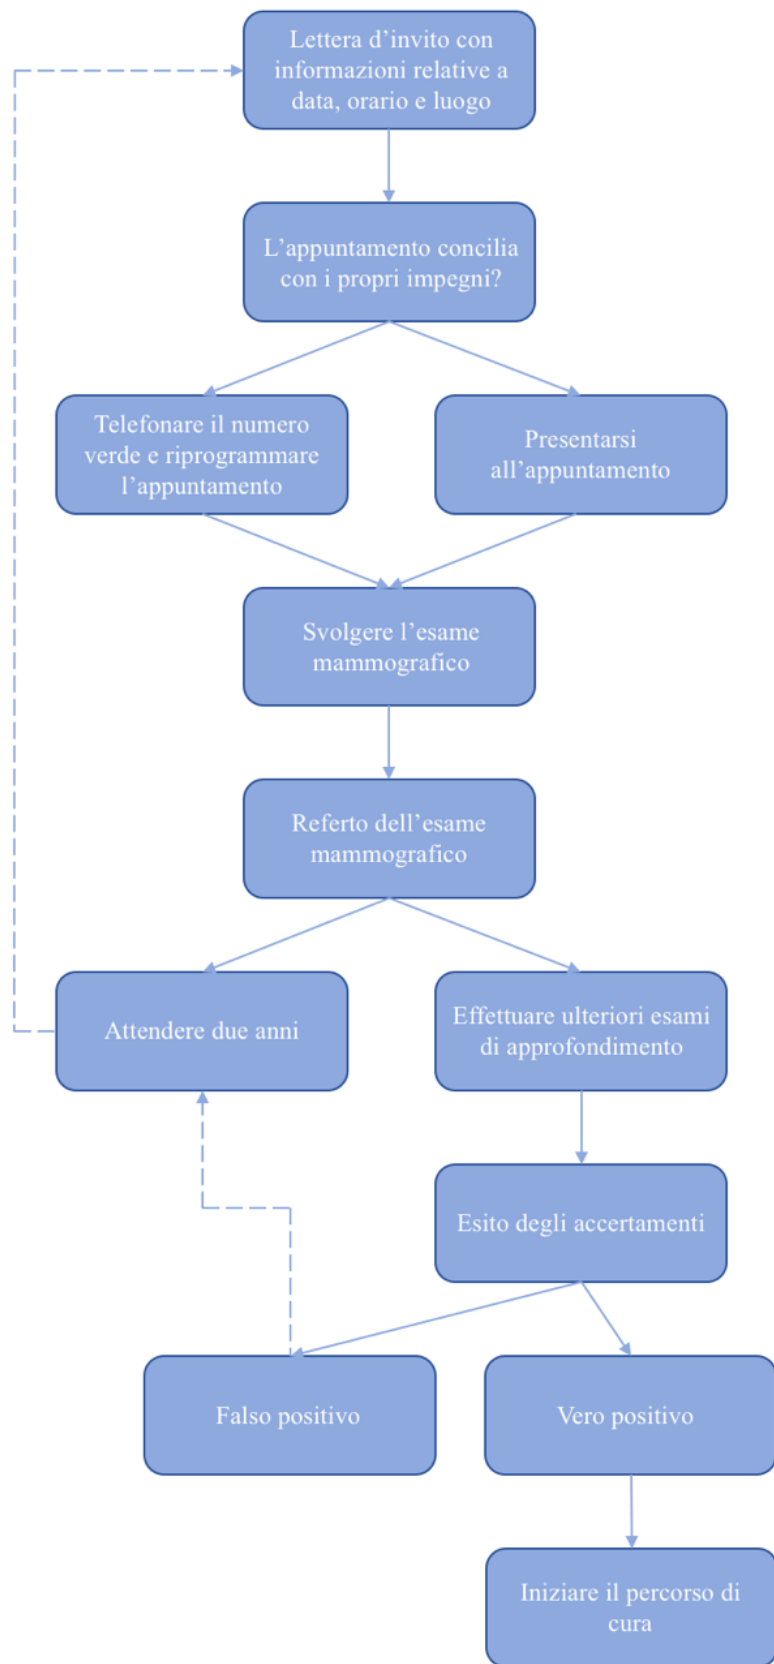 Lettera d’invito con
informazioni relative a
data, orario e luogo
L’appuntamento concilia
con i propri impegni?
Telefonare il numero
verde e riprogrammare
l’appuntamento
Presentarsi
all’appuntamento
Svolgere l’esame
mammografico
Referto dell’esame
mammografico
Attendere due anni
Effettuare ulteriori esami
di approfondimento
Esito degli accertamenti
Falso positivo
Vero positivo
Iniziare il percorso di
cura